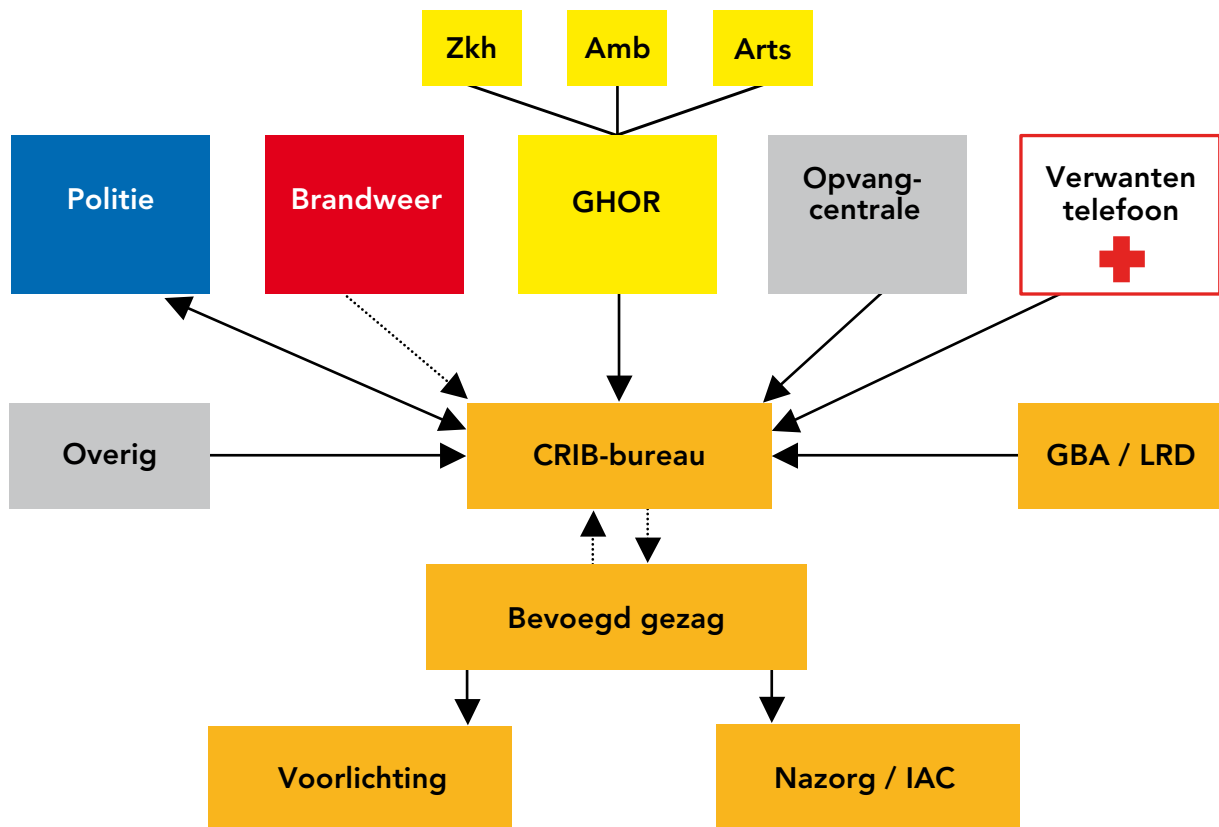 Zkh
Amb
Arts
Politie
Brandweer
GHOR
Opvang-
centrale
Verwanten
telefoon
Overig
CRIB-bureau
GBA / LRD
Bevoegd gezag
Voorlichting
Nazorg / IAC